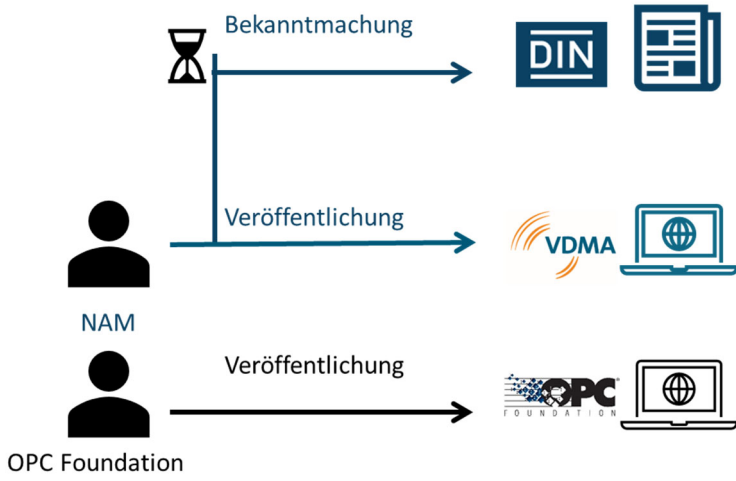 Bekanntmachung
DIN
Veröffentlichung
VDMA
NAM
Veröffentlichung
OPC
FOUNDATION
OPC Foundation